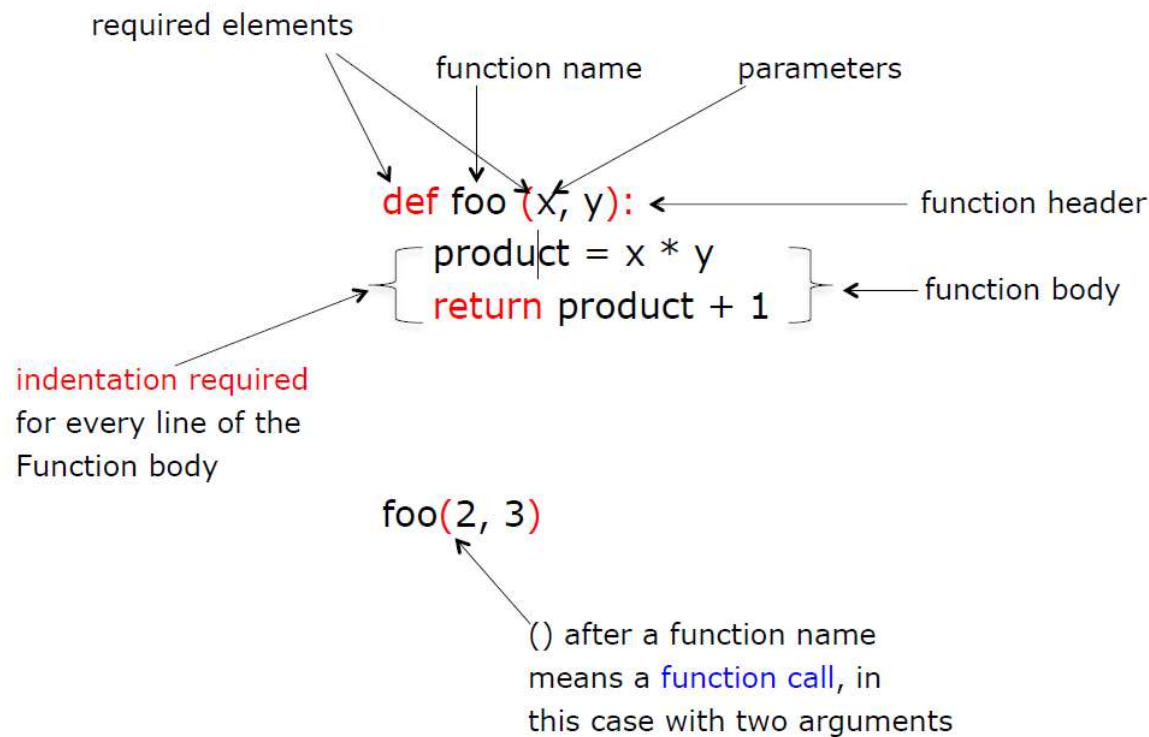 required elements
function name
parameters
def foo (x, y):
function header
product = x * y
return product + 1
function body
indentation required
for every line of the
Function body
foo(2, 3)
() after a function name
means a function call, in
this case with two arguments